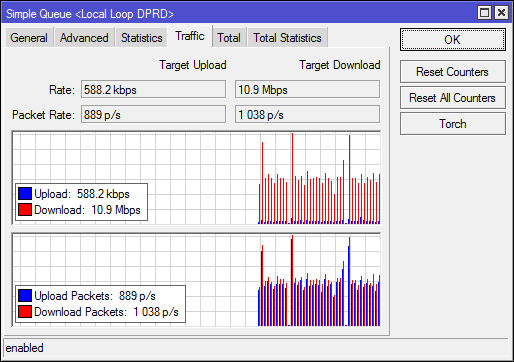 Simple Queue <Local Loop DPRD>
General Advanced Statistics Traffic Total Total Statistics
OK
Reset Counters
Reset All Counters
Torch
Target Upload Target Download
Rate: 588.2 kbps 10.9 Mbps
Packet Rate: 889 p/s 1 038 p/s
Upload: 588.2 kbps
Download: 10.9 Mbps
Upload Packets: 889 p/s
Download Packets: 1 038 p/s
enabled